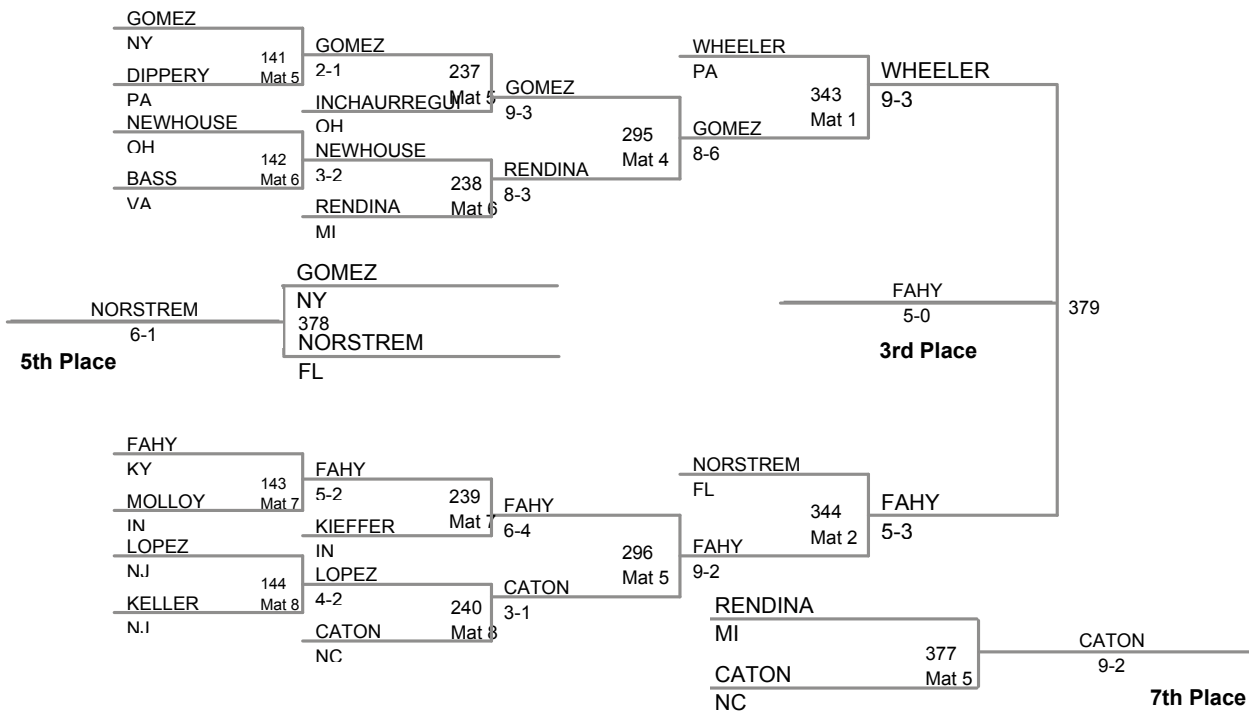 GOMEZ
NY
141
Mat 5
DIPPERY
PA
NEWHOUSE
OH
142
Mat 6
BASS
VA
GOMEZ
2-1
237
Mat 5
INCHAURREGUI
OH
NEWHOUSE
3-2
238
Mat 6
RENDINA
MI
GOMEZ
9-3
295
Mat 4
RENDINA
8-3
WHEELER
PA
343
Mat 1
GOMEZ
8-6
WHEELER
9-3
GOMEZ
NY
378
NORSTREM
FL
NORSTREM
6-1
5th Place
FAHY
5-0
3rd Place
379
FAHY
KY
143
Mat 7
MOLLOY
IN
LOPEZ
NJ
144
Mat 8
KELLER
NJ
FAHY
5-2
239
Mat 7
KIEFFER
IN
LOPEZ
4-2
240
Mat 8
CATON
NC
FAHY
6-4
296
Mat 5
CATON
3-1
NORSTREM
FL
344
Mat 2
FAHY
9-2
FAHY
5-3
RENDINA
MI
377
Mat 5
CATON
NC
CATON
9-2
7th Place